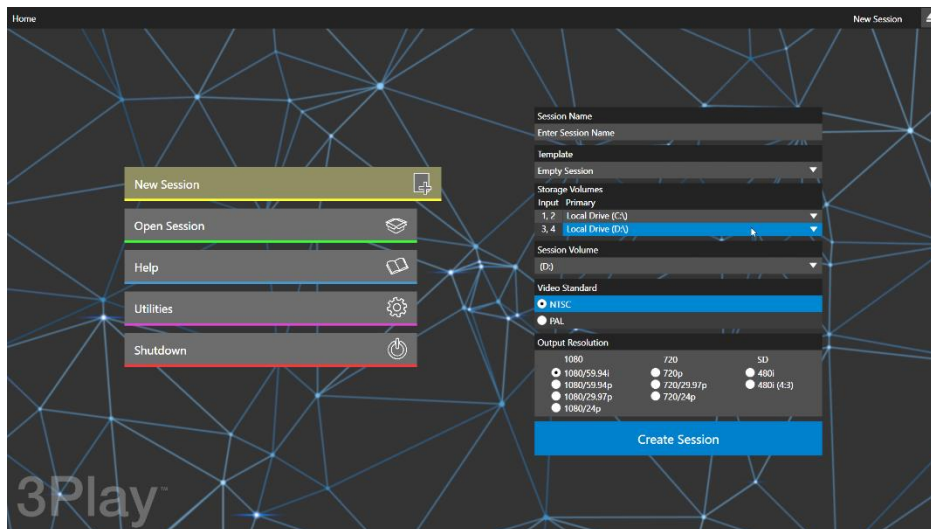 Home
New Session
New Session
Open Session
Help
Utilities
Shutdown
Session Name
Enter Session Name
Template
Empty Session
Storage Volumes
Input Primary
1, 2 Local Drive (C:\)
3, 4 Local Drive (D:\)
Session Volume
(D:)
Video Standard
NTSC
PAL
Output Resolution
1080 720 SD
1080/59.94i 720p 480i
1080/59.94p 720/29.97p 480i (4:3)
1080/29.97p 720/24p
1080/24p
Create Session
3Play™